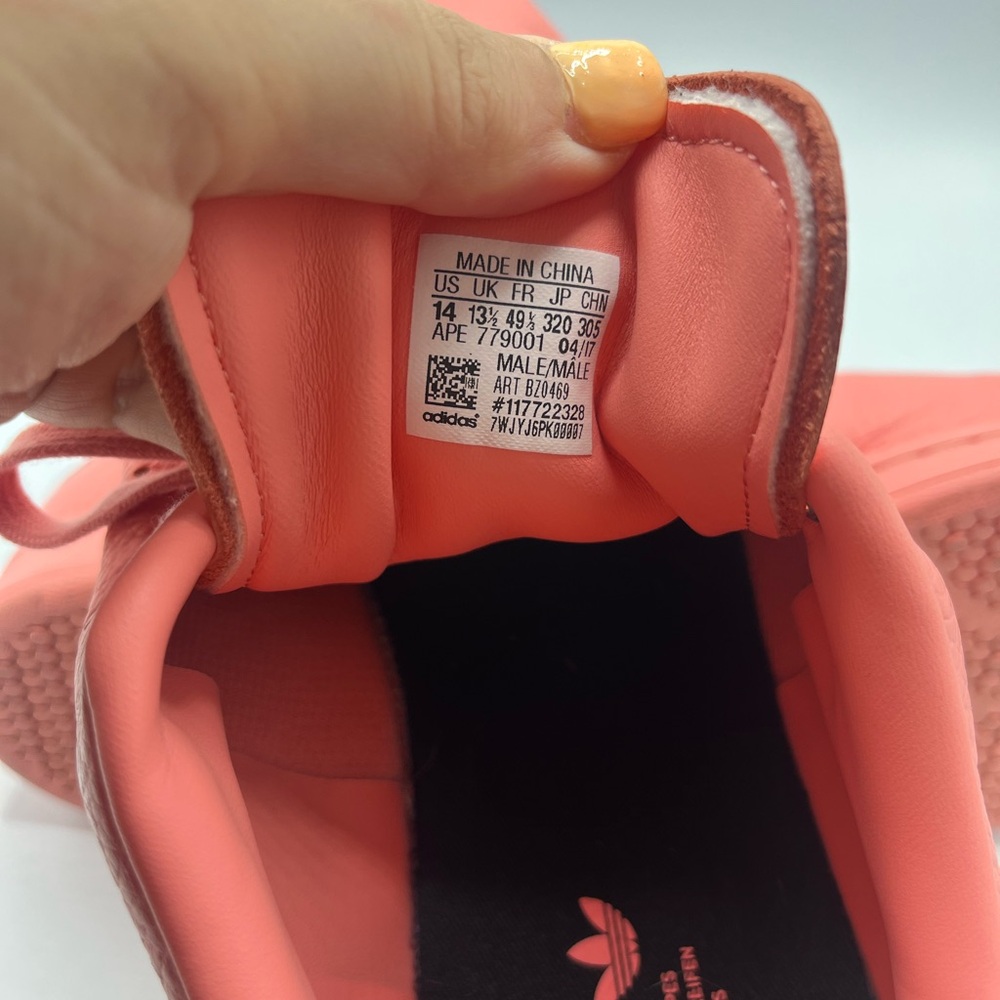 MADE IN CHINA
US UK FR JP CHN
14 13½ 49⅓ 320 305
APE 779001 04/17
MALE/MÂLE
ART BZ0469
#117722328
adidas
7WJYJ6PK00007